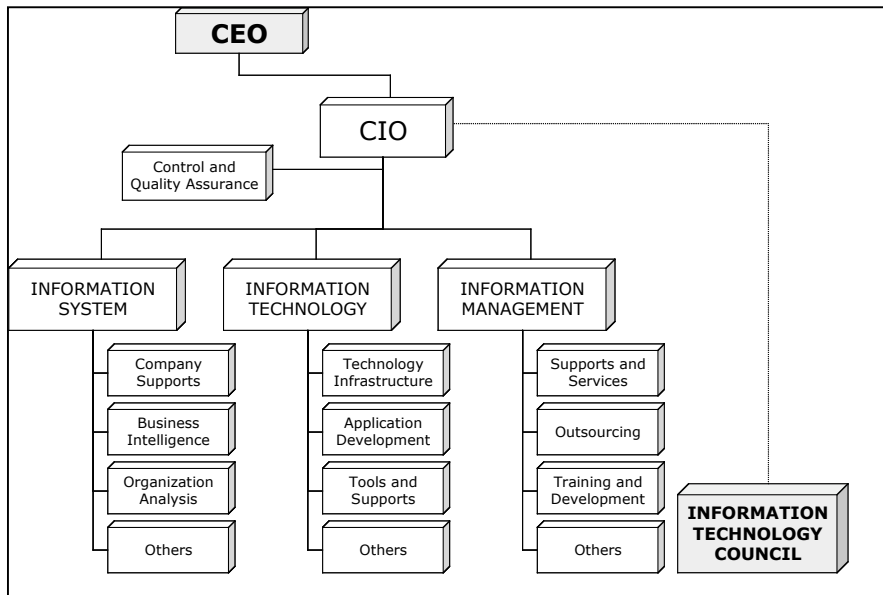 CEO
CIO
Control and
Quality Assurance
INFORMATION
SYSTEM
INFORMATION
TECHNOLOGY
INFORMATION
MANAGEMENT
Company
Supports
Technology
Infrastructure
Supports and
Services
Business
Intelligence
Application
Development
Outsourcing
Organization
Analysis
Tools and
Supports
Training and
Development
Others
Others
Others
INFORMATION
TECHNOLOGY
COUNCIL